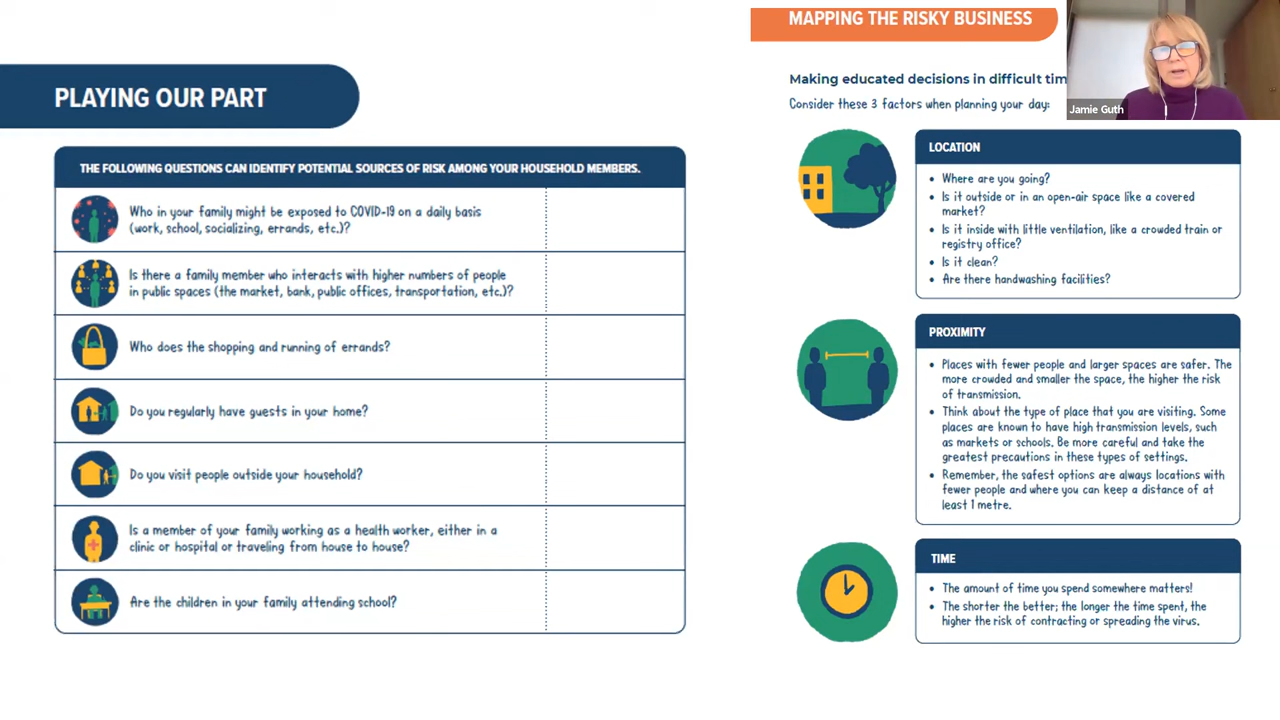 PLAYING OUR PART
THE FOLLOWING QUESTIONS CAN IDENTIFY POTENTIAL SOURCES OF RISK AMONG YOUR HOUSEHOLD MEMBERS.
Who in your family might be exposed to COVID-19 on a daily basis
(work, school, socializing, errands, etc.)?
Is there a family member who interacts with higher numbers of people
in public spaces (the market, bank, public offices, transportation, etc.)?
Who does the shopping and running of errands?
Do you regularly have guests in your home?
Do you visit people outside your household?
Is a member of your family working as a health worker, either in a
clinic or hospital or traveling from house to house?
Are the children in your family attending school?
MAPPING THE RISKY BUSINESS
Making educated decisions in difficult tim
Consider these 3 factors when planning your day:
Jamie Guth
LOCATION
• Where are you going?
• Is it outside or in an open-air space like a covered
market?
• Is it inside with little ventilation, like a crowded train or
registry office?
• Is it clean?
• Are there handwashing facilities?
PROXIMITY
• Places with fewer people and larger spaces are safer. The
more crowded and smaller the space, the higher the risk
of transmission.
• Think about the type of place that you are visiting. Some
places are known to have high transmission levels, such
as markets or schools. Be more careful and take the
greatest precautions in these types of settings.
• Remember, the safest options are always locations with
fewer people and where you can keep a distance of at
least 1 metre.
TIME
• The amount of time you spend somewhere matters!
• The shorter the better; the longer the time spent, the
higher the risk of contracting or spreading the virus.